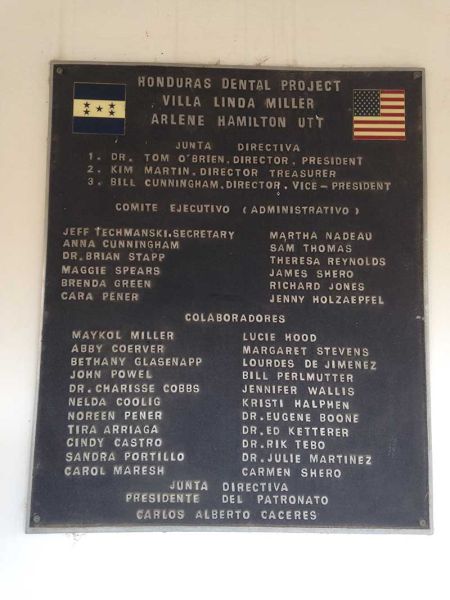 HONDURAS DENTAL PROJECT
VILLA LINDA MILLER
ARLENE HAMILTON UTT
JUNTA DIRECTIVA
1. DR. TOM O'BRIEN, DIRECTOR, PRESIDENT
2. KIM MARTIN, DIRECTOR TREASURER
3. BILL CUNNINGHAM, DIRECTOR, VICE-PRESIDENT
COMITE EJECUTIVO (ADMINISTRATIVO)
JEFF TECHMANSKI, SECRETARY
ANNA CUNNINGHAM
DR. BRIAN STAPP
MAGGIE SPEARS
BRENDA GREEN
CARA PENER
MARTHA NADEAU
SAM THOMAS
THERESA REYNOLDS
JAMES SHERO
RICHARD JONES
JENNY HOLZAEPFEL
COLABORADORES
MAYKOL MILLER
ABBY COERVER
BETHANY GLASENAPP
JOHN POWEL
DR. CHARISSE COBBS
NELDA COOLIG
NOREEN PENER
TIRA ARRIAGA
CINDY CASTRO
SANDRA PORTILLO
CAROL MARESH
LUCIE HOOD
MARGARET STEVENS
LOURDES DE JIMENEZ
BILL PERLMUTTER
JENNIFER WALLIS
KRISTI HALPHEN
DR. EUGENE BOONE
DR. ED KETTERER
DR. RIK TEBO
DR. JULIE MARTINEZ
CARMEN SHERO
JUNTA DIRECTIVA
PRESIDENTE DEL PATRONATO
CARLOS ALBERTO CACERES